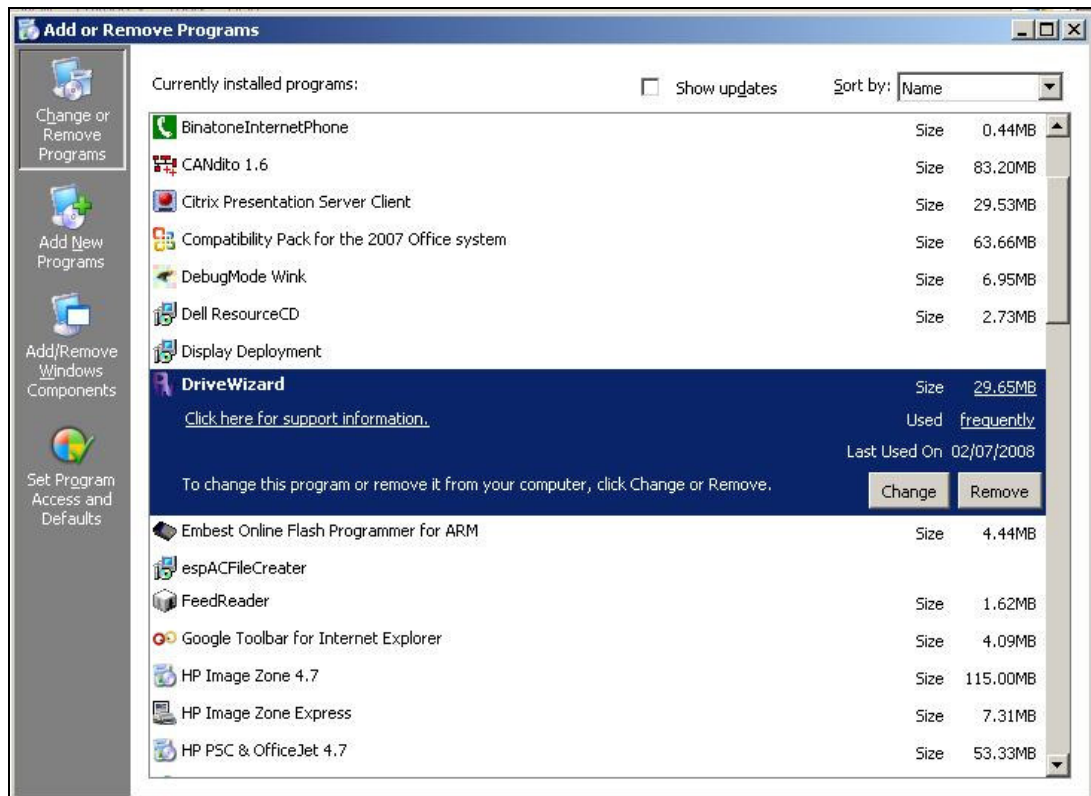 Add or Remove Programs
Change or
Remove
Programs
Add New
Programs
Add/Remove
Windows
Components
Set Program
Access and
Defaults
Currently installed programs:
Show updates
Sort by: Name
BinatoneInternetPhone Size 0.44MB
CANdito 1.6 Size 83.20MB
Citrix Presentation Server Client Size 29.53MB
Compatibility Pack for the 2007 Office system Size 63.66MB
DebugMode Wink Size 6.95MB
Dell ResourceCD Size 2.73MB
Display Deployment
DriveWizard Size 29.65MB
Click here for support information. Used frequently
Last Used On 02/07/2008
To change this program or remove it from your computer, click Change or Remove. Change Remove
Embest Online Flash Programmer for ARM Size 4.44MB
espACFileCreater
FeedReader Size 1.62MB
Google Toolbar for Internet Explorer Size 4.09MB
HP Image Zone 4.7 Size 115.00MB
HP Image Zone Express Size 7.31MB
HP PSC & OfficeJet 4.7 Size 53.33MB